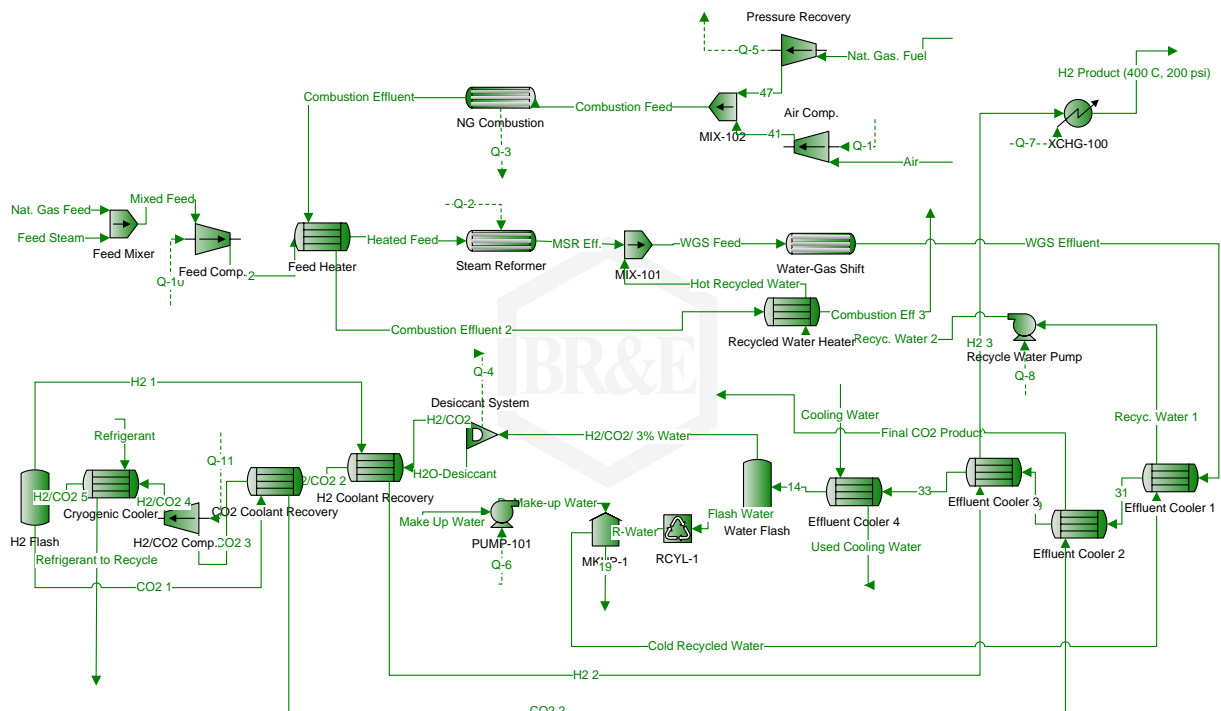 Pressure Recovery
Q-5
Nat. Gas. Fuel
H2 Product (400 C, 200 psi)
Combustion Effluent
Combustion Feed
47
Air Comp.
NG Combustion
MIX-102
41
Q-1
Q-7
XCHG-100
Q-3
Air
Nat. Gas Feed
Mixed Feed
Q-2
Feed Steam
Heated Feed
MSR Eff.
WGS Feed
WGS Effluent
Feed Mixer
Feed Comp.
2
Feed Heater
Steam Reformer
MIX-101
Water-Gas Shift
Q-10
Hot Recycled Water
Combustion Eff 3
Combustion Effluent 2
Recycled Water Heater
Recyc. Water 2
H2 3
Recycle Water Pump
BR&E
Q-4
Q-8
H2 1
Desiccant System
Cooling Water
Recyc. Water 1
H2/CO2
Refrigerant
H2/CO2/ 3% Water
Final CO2 Product
Q-11
H2O-Desiccant
H2/CO2 5
H2/CO2 4
H2 Coolant Recovery
14
33
31
Cryogenic Cooler
CO2 Coolant Recovery
Effluent Cooler 3
Effluent Cooler 1
Make-up Water
Flash Water
Make Up Water
Effluent Cooler 4
Water Flash
H2 Flash
H2/CO2 Comp.
CO2 3
PUMP-101
R-Water
RCYL-1
Used Cooling Water
Effluent Cooler 2
Refrigerant to Recycle
Q-6
19
CO2 1
Cold Recycled Water
H2 2
CO2 2